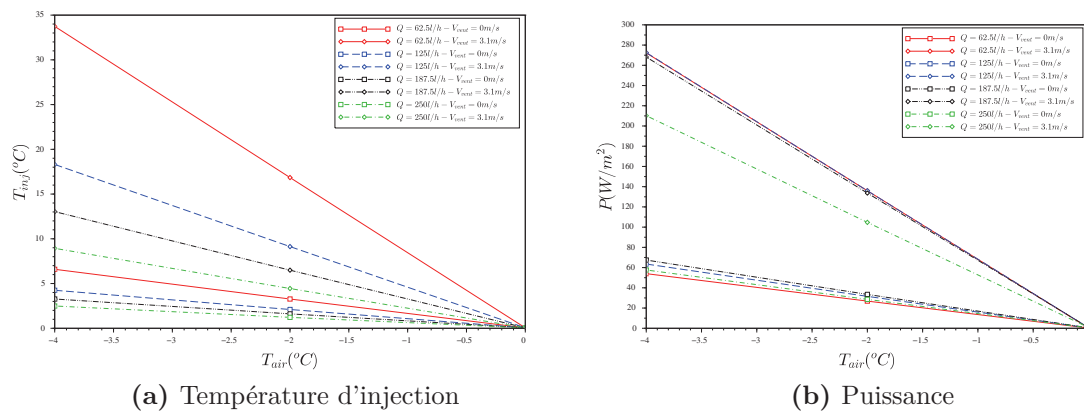 35
30
25
20
15
10
5
0
T_inj(°C)
−4 −3.5 −3 −2.5 −2 −1.5 −1 −0.5 0
T_air(°C)
Q = 62.5l/h − V_vent = 0m/s
Q = 62.5l/h − V_vent = 3.1m/s
Q = 125l/h − V_vent = 0m/s
Q = 125l/h − V_vent = 3.1m/s
Q = 187.5l/h − V_vent = 0m/s
Q = 187.5l/h − V_vent = 3.1m/s
Q = 250l/h − V_vent = 0m/s
Q = 250l/h − V_vent = 3.1m/s
(a) Température d'injection
300
280
260
240
220
200
180
160
140
120
100
80
60
40
20
0
P(W/m²)
−4 −3.5 −3 −2.5 −2 −1.5 −1 −0.5
T_air(°C)
Q = 62.5l/h − V_vent = 0m/s
Q = 62.5l/h − V_vent = 3.1m/s
Q = 125l/h − V_vent = 0m/s
Q = 125l/h − V_vent = 3.1m/s
Q = 187.5l/h − V_vent = 0m/s
Q = 187.5l/h − V_vent = 3.1m/s
Q = 250l/h − V_vent = 0m/s
Q = 250l/h − V_vent = 3.1m/s
(b) Puissance